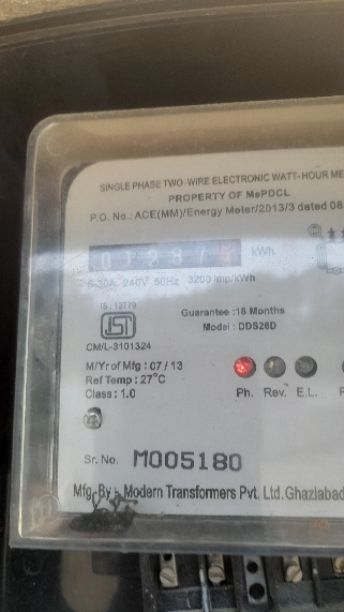 SINGLE PHASE TWO-WIRE ELECTRONIC WATT-HOUR ME
PROPERTY OF MePDCL
P.O. No.: ACE(MM)/Energy Meter/2013/3 dated 08
01287 kWh
5-30A 240V 50Hz 3200 imp/kWh
IS : 13779
Guarantee :18 Months
Model : DDS26D
CM/L-3101324
M/Yr of Mfg : 07 / 13
Ref Temp : 27°C
Class : 1.0
Ph. Rev. E.L.
Sr. No. M005180
Mfg. By : Modern Transformers Pvt. Ltd. Ghaziabad